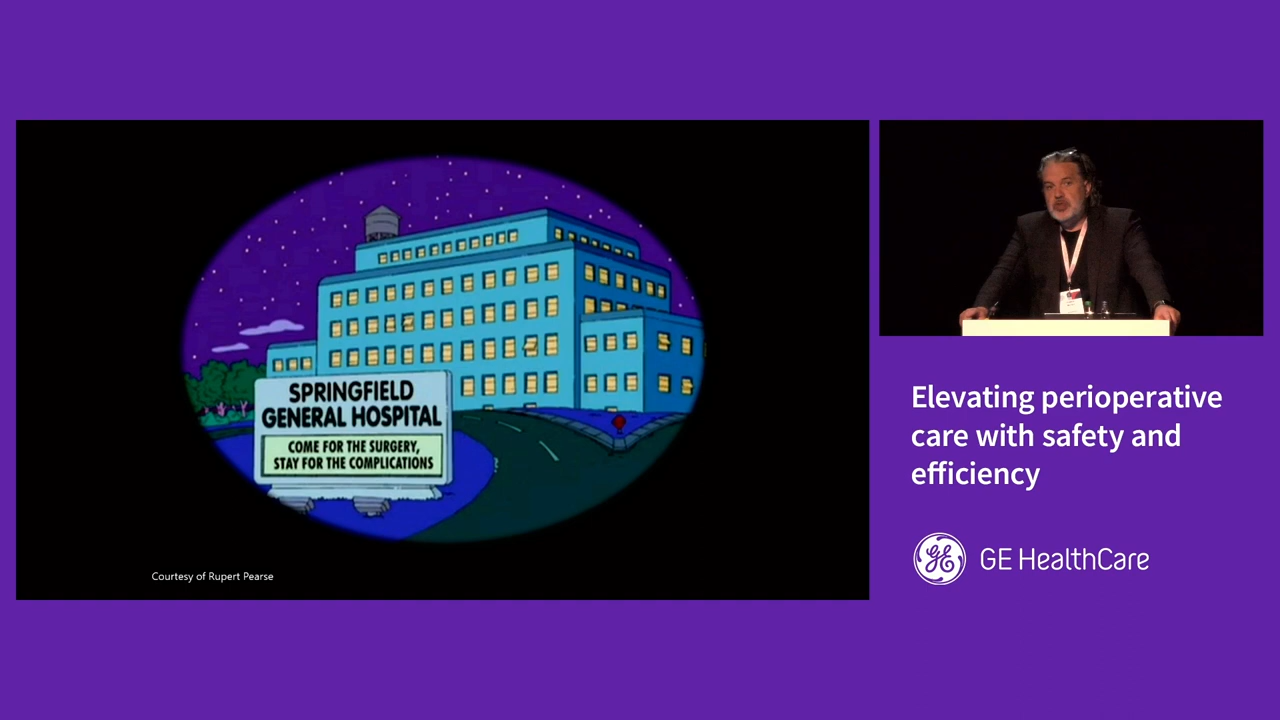 SPRINGFIELD
GENERAL HOSPITAL
COME FOR THE SURGERY,
STAY FOR THE COMPLICATIONS
Courtesy of Rupert Pearse
Elevating perioperative
care with safety and
efficiency
GE HealthCare